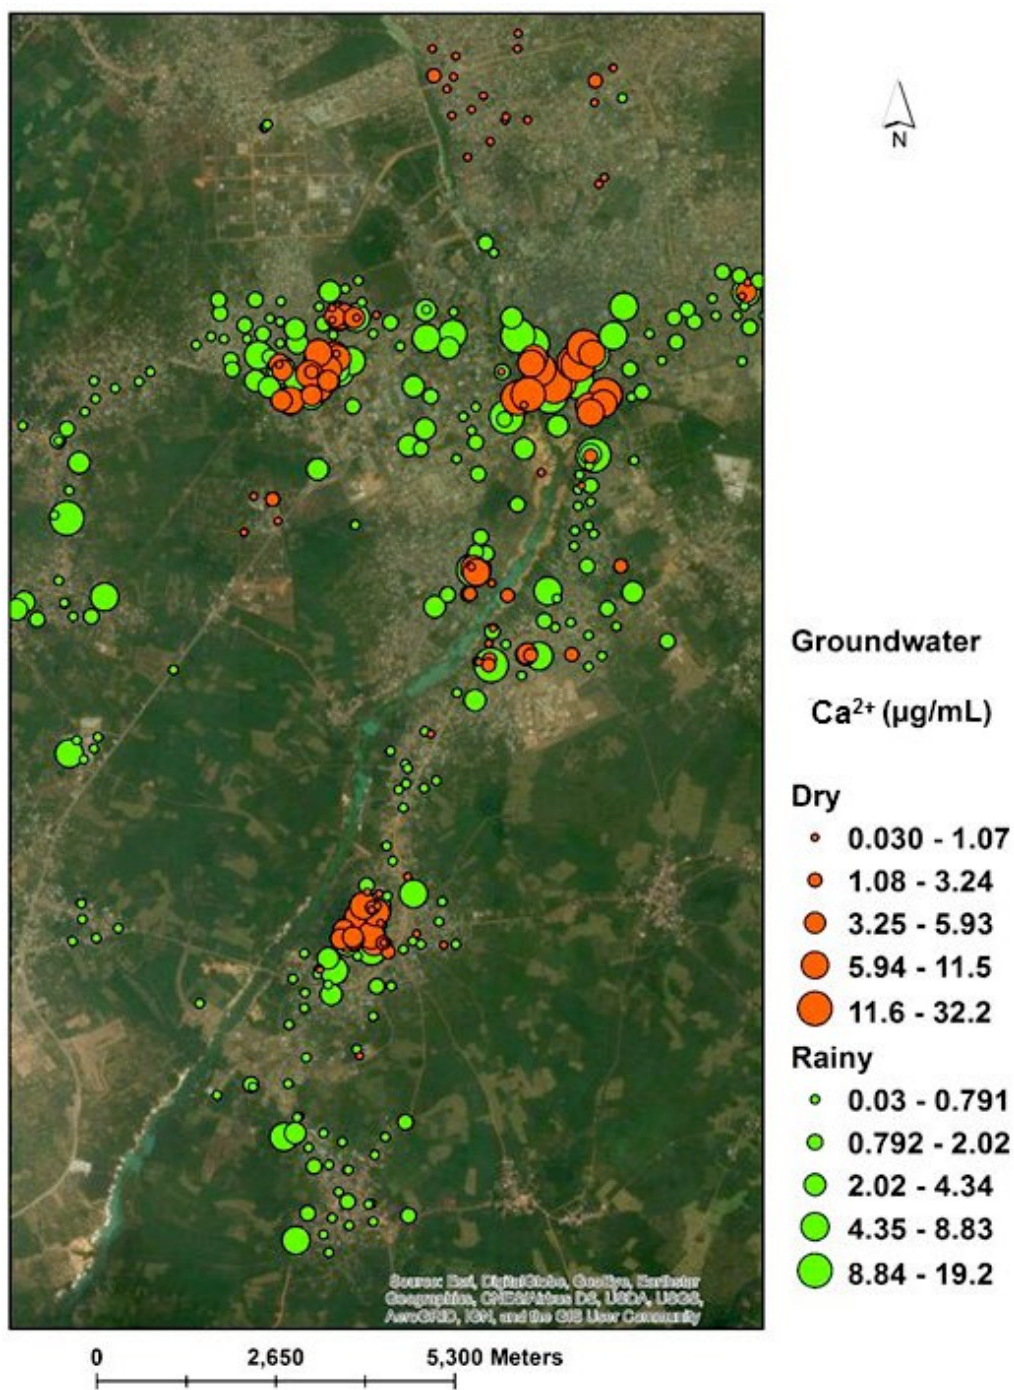 N
Groundwater
Ca²⁺ (µg/mL)
Dry
0.030 - 1.07
1.08 - 3.24
3.25 - 5.93
5.94 - 11.5
11.6 - 32.2
Rainy
0.03 - 0.791
0.792 - 2.02
2.02 - 4.34
4.35 - 8.83
8.84 - 19.2
Source: Esri, DigitalGlobe, GeoEye, Earthstar
Geographics, CNES/Airbus DS, USDA, USGS,
AeroGRID, IGN, and the GIS User Community
0 2,650 5,300 Meters